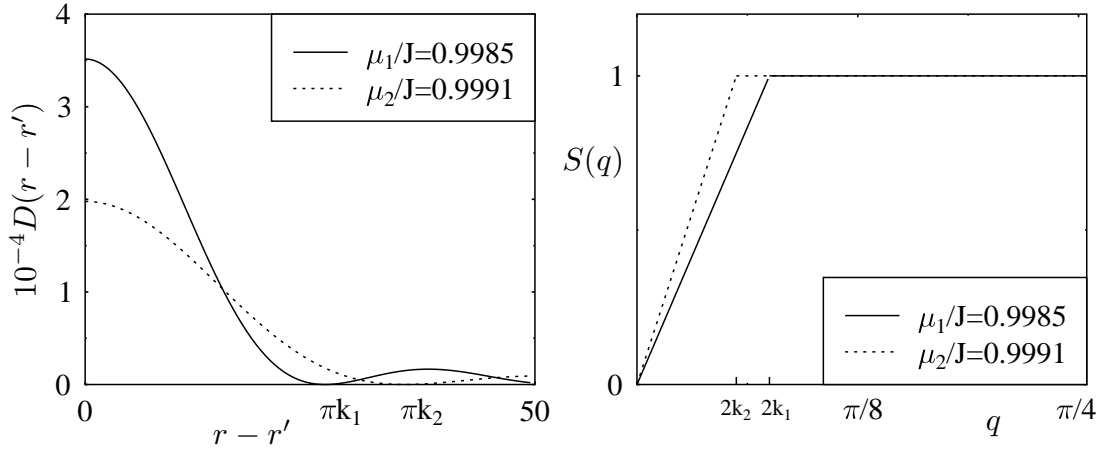 4
3
2
1
0
10⁻⁴D(r − r′)
μ₁/J=0.9985
μ₂/J=0.9991
0
πk₁
πk₂
50
r − r′
1
0
S(q)
μ₁/J=0.9985
μ₂/J=0.9991
2k₂
2k₁
π/8
π/4
q